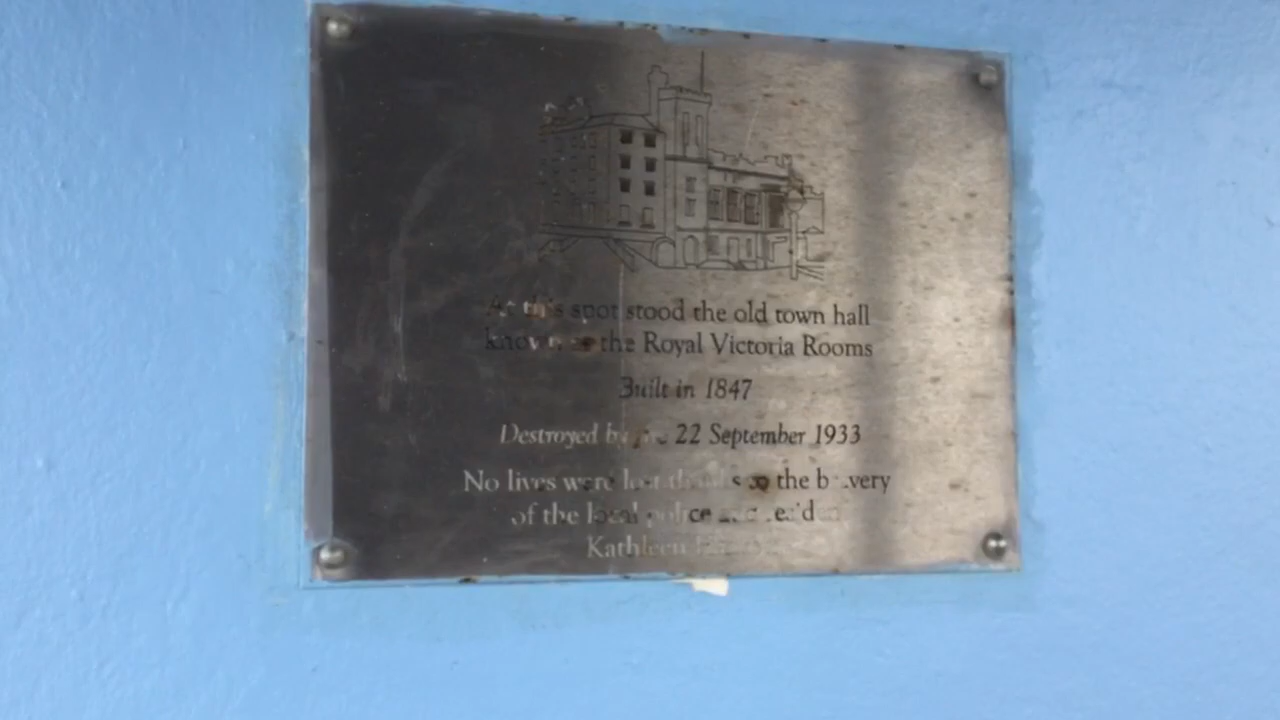 At this spot stood the old town hall
known as the Royal Victoria Rooms
Built in 1847
Destroyed by fire 22 September 1933
No lives were lost thanks to the bravery
of the local police and resident
Kathleen